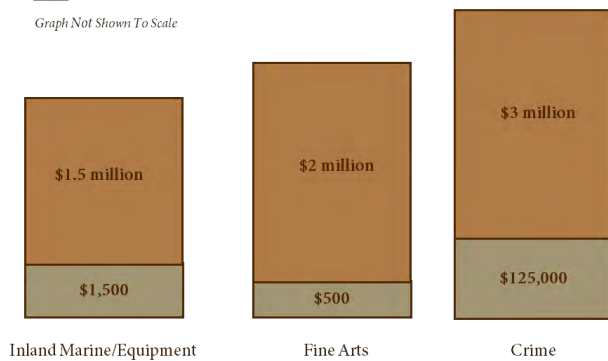 Graph Not Shown To Scale
$3 million
$1.5 million
$2 million
$125,000
$1,500
$500
Inland Marine/Equipment
Fine Arts
Crime